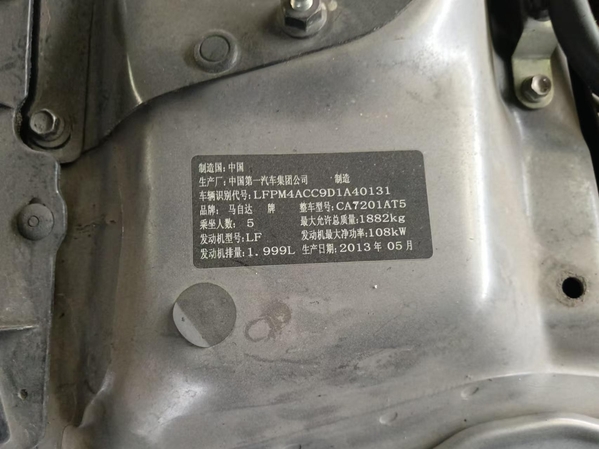 制造国: 中国
生产厂: 中国第一汽车集团公司 制造
车辆识别代号: LFPM4ACC9D1A40131
品牌: 马自达 牌 整车型号: CA7201AT5
乘坐人数: 5 最大允许总质量: 1882kg
发动机型号: LF 发动机最大净功率: 108kW
发动机排量: 1.999L 生产日期: 2013 年 05 月